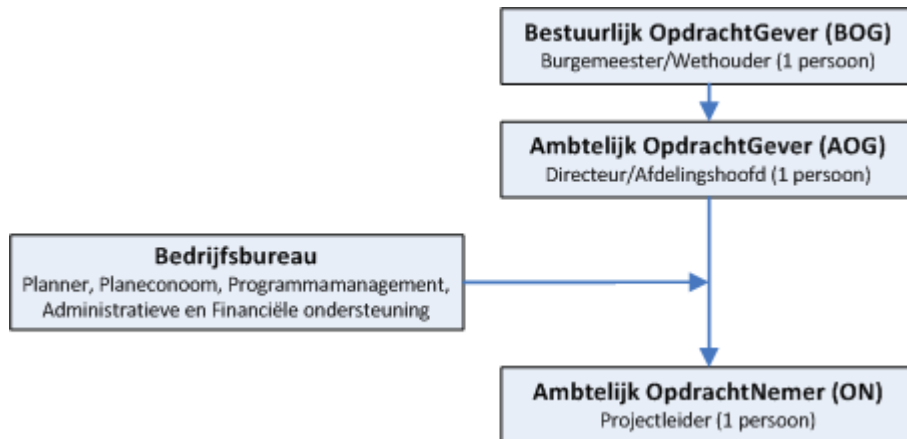 Bestuurlijk OpdrachtGever (BOG)
Burgemeester/Wethouder (1 persoon)
Ambtelijk OpdrachtGever (AOG)
Directeur/Afdelingshoofd (1 persoon)
Bedrijfsbureau
Planner, Planeconoom, Programmamanagement,
Administratieve en Financiële ondersteuning
Ambtelijk OpdrachtNemer (ON)
Projectleider (1 persoon)